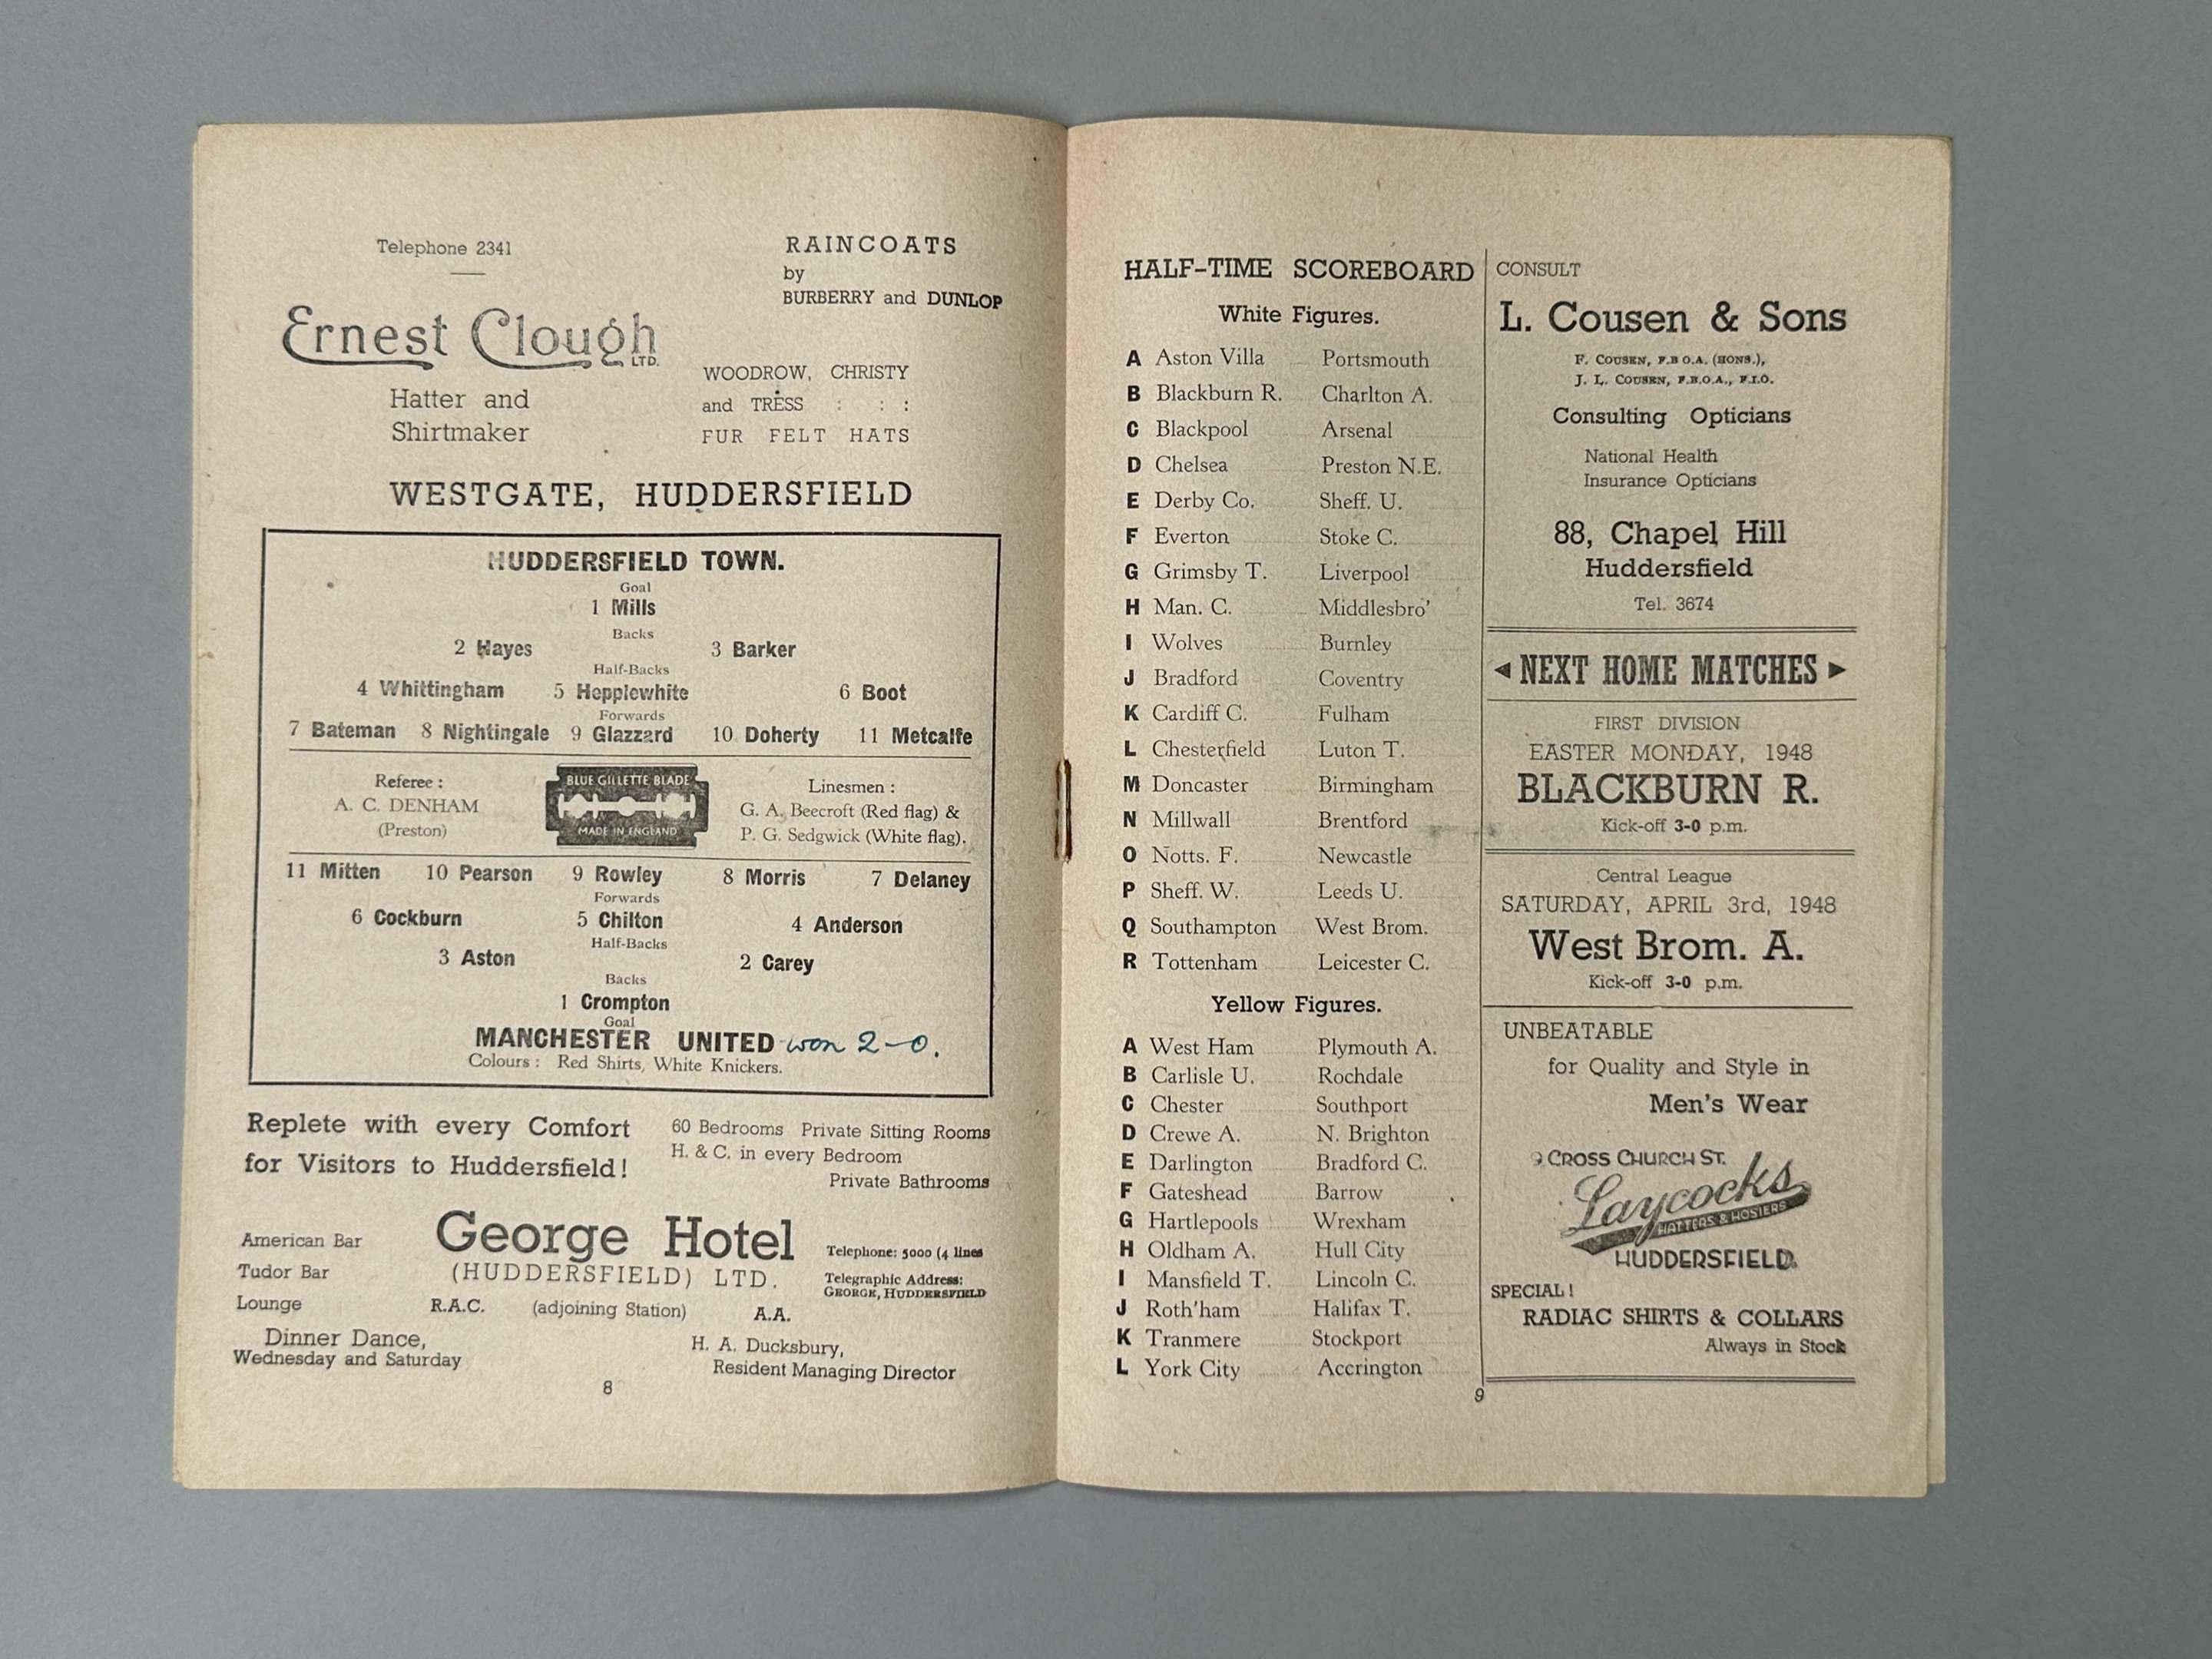 Telephone 2341
RAINCOATS
by
BURBERRY and DUNLOP
Ernest Clough
LTD.
Hatter and
Shirtmaker
WOODROW, CHRISTY
and TRESS : : :
FUR FELT HATS
WESTGATE, HUDDERSFIELD
HUDDERSFIELD TOWN.
Goal
1 Mills
Backs
2 Hayes 3 Barker
Half-Backs
4 Whittingham 5 Hepplewhite 6 Boot
Forwards
7 Bateman 8 Nightingale 9 Glazzard 10 Doherty 11 Metcalfe
Referee :
A. C. DENHAM
(Preston)
BLUE GILLETTE BLADE
MADE IN ENGLAND
Linesmen :
G. A. Beecroft (Red flag) &
P. G. Sedgwick (White flag).
11 Mitten 10 Pearson 9 Rowley 8 Morris 7 Delaney
Forwards
6 Cockburn 5 Chilton 4 Anderson
Half-Backs
3 Aston 2 Carey
Backs
1 Crompton
Goal
MANCHESTER UNITED won 2-0.
Colours : Red Shirts, White Knickers.
Replete with every Comfort
for Visitors to Huddersfield !
60 Bedrooms Private Sitting Rooms
H. & C. in every Bedroom
Private Bathrooms
American Bar
Tudor Bar
Lounge
George Hotel
(HUDDERSFIELD) LTD.
R.A.C. (adjoining Station) A.A.
Telephone: 5000 (4 lines
Telegraphic Address:
GEORGE, HUDDERSFIELD
Dinner Dance,
Wednesday and Saturday
H. A. Ducksbury,
Resident Managing Director
8
HALF-TIME SCOREBOARD
White Figures.
A Aston Villa Portsmouth
B Blackburn R. Charlton A.
C Blackpool Arsenal
D Chelsea Preston N.E.
E Derby Co. Sheff. U.
F Everton Stoke C.
G Grimsby T. Liverpool
H Man. C. Middlesbro'
I Wolves Burnley
J Bradford Coventry
K Cardiff C. Fulham
L Chesterfield Luton T.
M Doncaster Birmingham
N Millwall Brentford
O Notts. F. Newcastle
P Sheff. W. Leeds U.
Q Southampton West Brom.
R Tottenham Leicester C.
Yellow Figures.
A West Ham Plymouth A.
B Carlisle U. Rochdale
C Chester Southport
D Crewe A. N. Brighton
E Darlington Bradford C.
F Gateshead Barrow
G Hartlepools Wrexham
H Oldham A. Hull City
I Mansfield T. Lincoln C.
J Roth'ham Halifax T.
K Tranmere Stockport
L York City Accrington
9
CONSULT
L. Cousen & Sons
F. COUSEN, F.B O.A. (HONS.),
J. L. COUSEN, F.B.O.A., F.I.O.
Consulting Opticians
National Health
Insurance Opticians
88, Chapel Hill
Huddersfield
Tel. 3674
NEXT HOME MATCHES
FIRST DIVISION
EASTER MONDAY, 1948
BLACKBURN R.
Kick-off 3-0 p.m.
Central League
SATURDAY, APRIL 3rd, 1948
West Brom. A.
Kick-off 3-0 p.m.
UNBEATABLE
for Quality and Style in
Men's Wear
9 CROSS CHURCH ST.
Laycocks
HATTERS & HOSIERS
HUDDERSFIELD.
SPECIAL !
RADIAC SHIRTS & COLLARS
Always in Stock